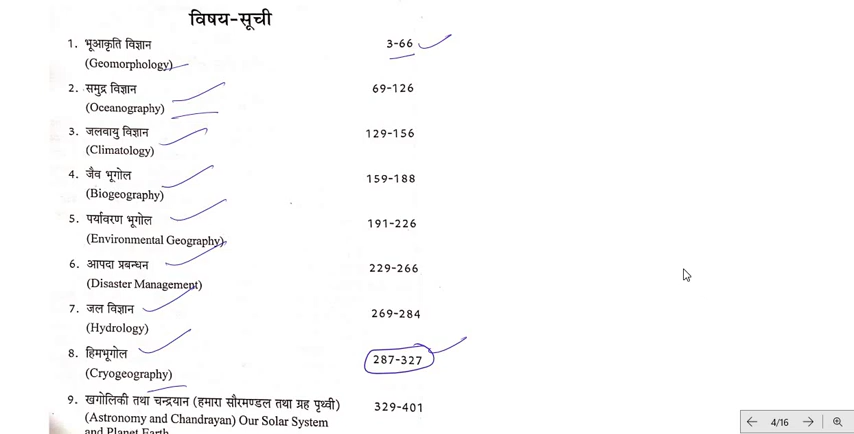 विषय-सूची
1. भूआकृति विज्ञान 3-66
(Geomorphology)
2. समुद्र विज्ञान 69-126
(Oceanography)
3. जलवायु विज्ञान 129-156
(Climatology)
4. जैव भूगोल 159-188
(Biogeography)
5. पर्यावरण भूगोल 191-226
(Environmental Geography)
6. आपदा प्रबन्धन 229-266
(Disaster Management)
7. जल विज्ञान 269-284
(Hydrology)
8. हिमभूगोल 287-327
(Cryogeography)
9. खगोलिकी तथा चन्द्रयान (हमारा सौरमण्डल तथा ग्रह पृथ्वी) 329-401
(Astronomy and Chandrayan) Our Solar System
and Planet Earth
4/16